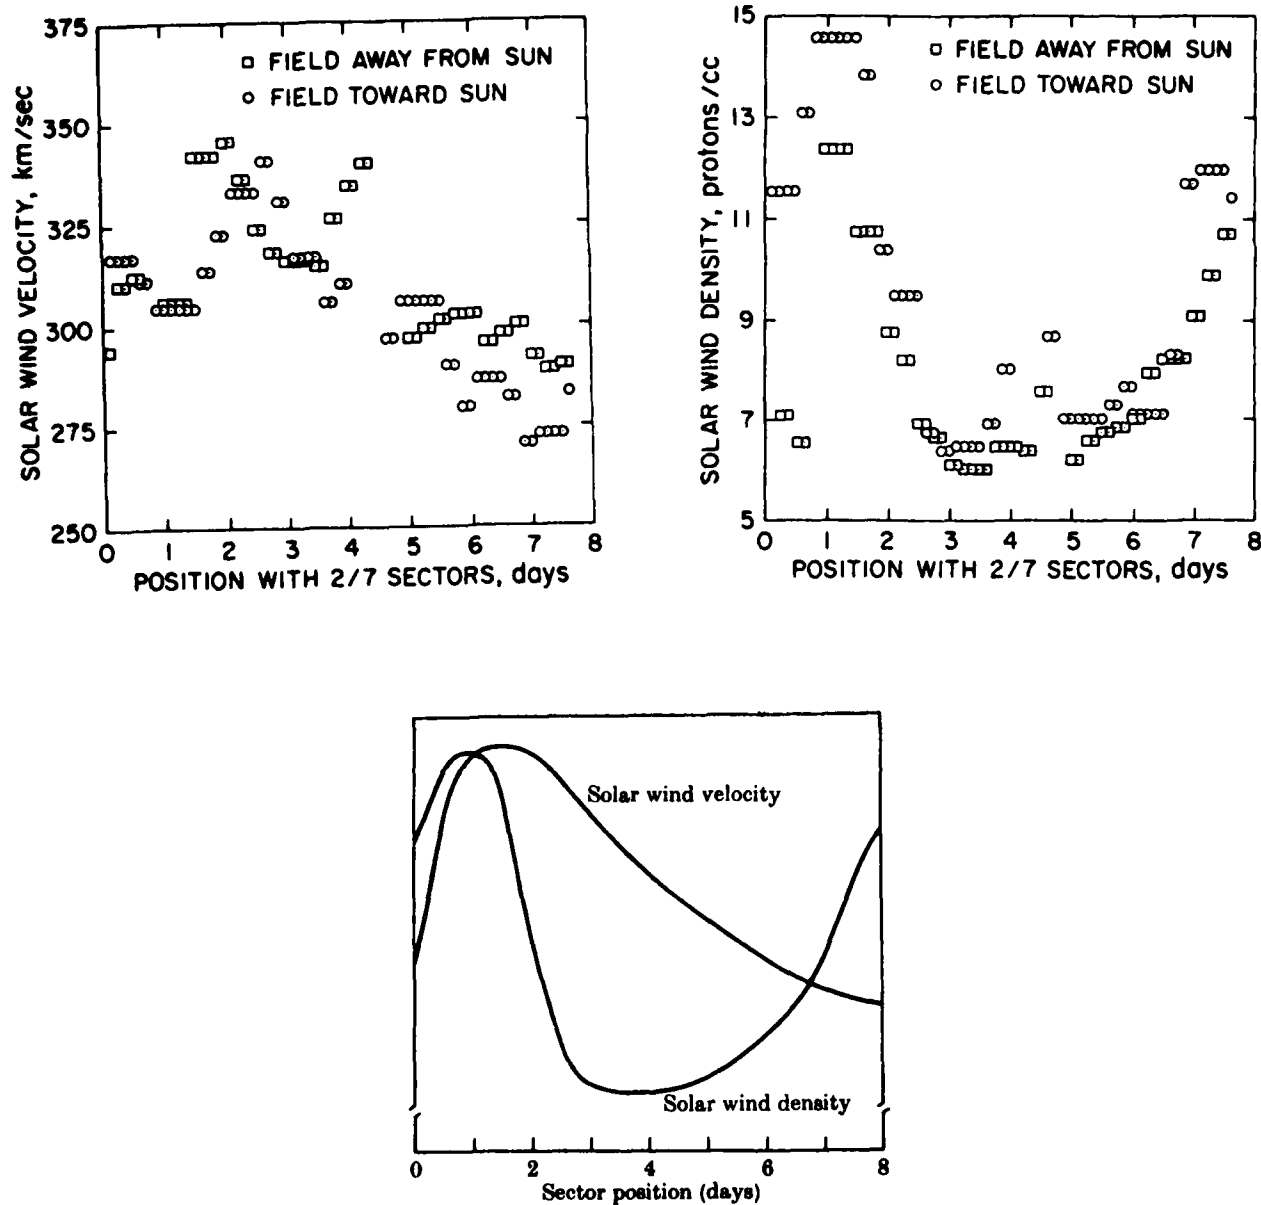 375
350
325
300
275
250
SOLAR WIND VELOCITY, km/sec
□ FIELD AWAY FROM SUN
○ FIELD TOWARD SUN
0 1 2 3 4 5 6 7 8
POSITION WITH 2/7 SECTORS, days
15
13
11
9
7
5
SOLAR WIND DENSITY, protons/cc
□ FIELD AWAY FROM SUN
○ FIELD TOWARD SUN
0 1 2 3 4 5 6 7 8
POSITION WITH 2/7 SECTORS, days
Solar wind velocity
Solar wind density
0 2 4 6 8
Sector position (days)